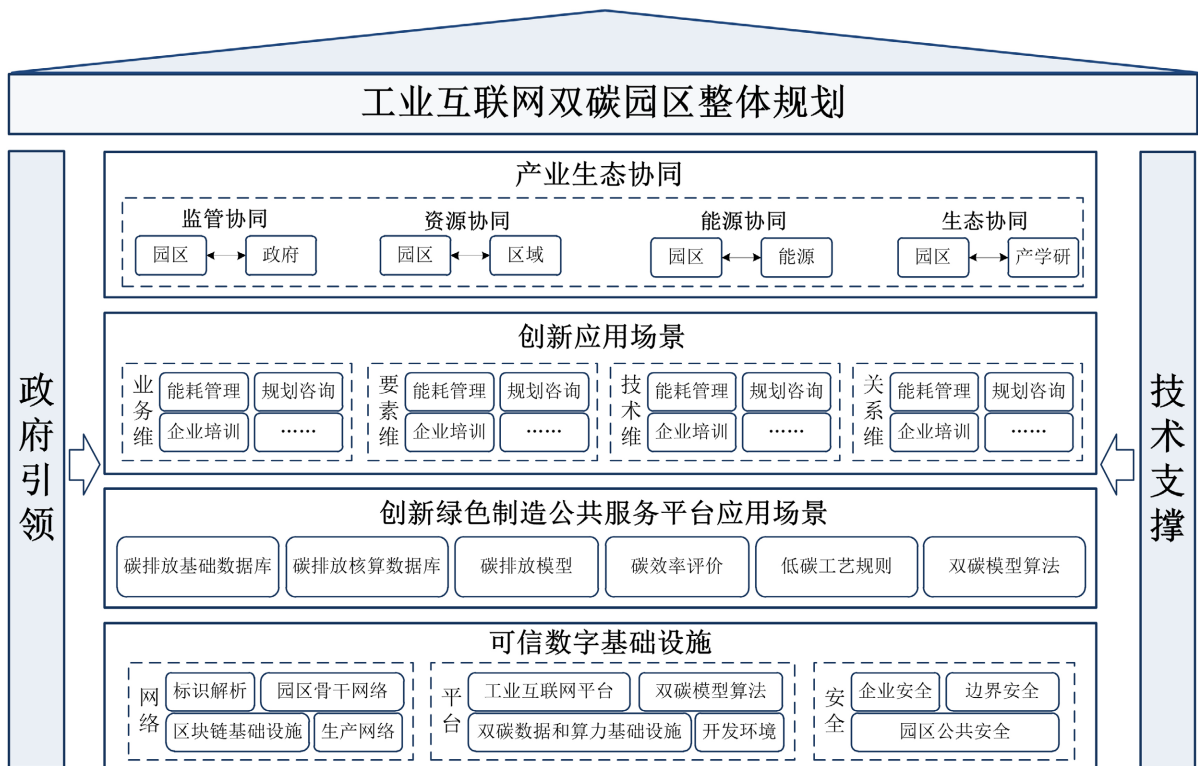 工业互联网双碳园区整体规划
政府引领
产业生态协同
监管协同 资源协同 能源协同 生态协同
园区 政府 园区 区域 园区 能源 园区 产学研
创新应用场景
业务维
能耗管理 规划咨询
企业培训 ……
要素维
能耗管理 规划咨询
企业培训 ……
技术维
能耗管理 规划咨询
企业培训 ……
关系维
能耗管理 规划咨询
企业培训 ……
创新绿色制造公共服务平台应用场景
碳排放基础数据库 碳排放核算数据库 碳排放模型 碳效率评价 低碳工艺规则 双碳模型算法
可信数字基础设施
网络
标识解析 园区骨干网络
区块链基础设施 生产网络
平台
工业互联网平台 双碳模型算法
双碳数据和算力基础设施 开发环境
安全
企业安全 边界安全
园区公共安全
技术支撑